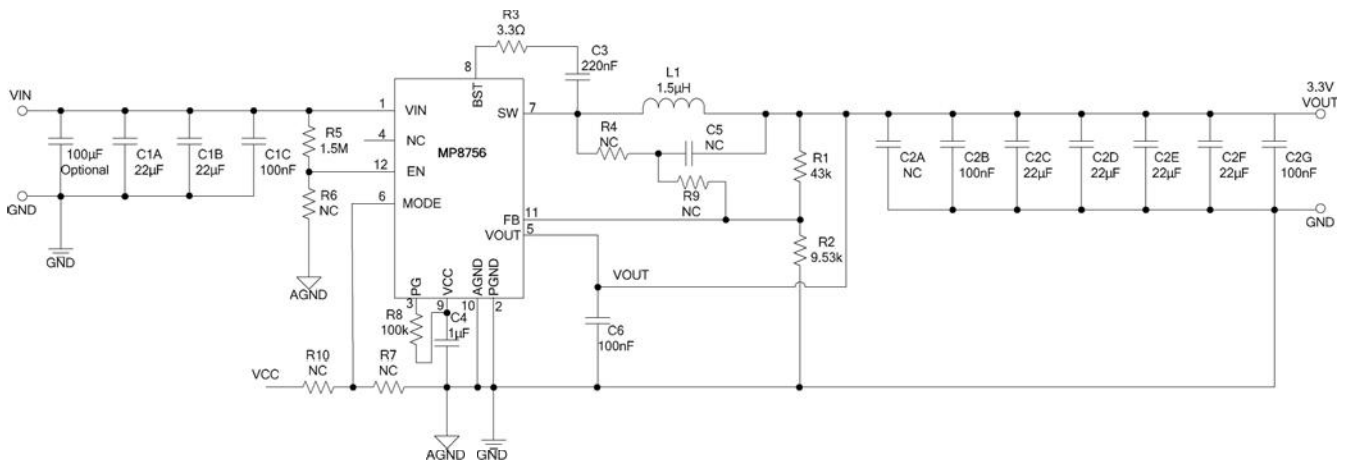 R3
3.3Ω
C3
220nF
8
BST
L1
1.5µH
VIN
1
VIN
SW
7
3.3V
VOUT
100µF
Optional
C1A
22µF
C1B
22µF
C1C
100nF
R5
1.5M
4
NC
MP8756
R4
NC
C5
NC
R1
43k
C2A
NC
C2B
100nF
C2C
22µF
C2D
22µF
C2E
22µF
C2F
22µF
C2G
100nF
12
EN
R9
NC
GND
R6
NC
6
MODE
FB
11
GND
VOUT
5
R2
9.53k
GND
AGND
PG
VCC
AGND
PGND
VOUT
3
9
10
2
R8
100k
C4
1µF
C6
100nF
VCC
R10
NC
R7
NC
AGND
GND